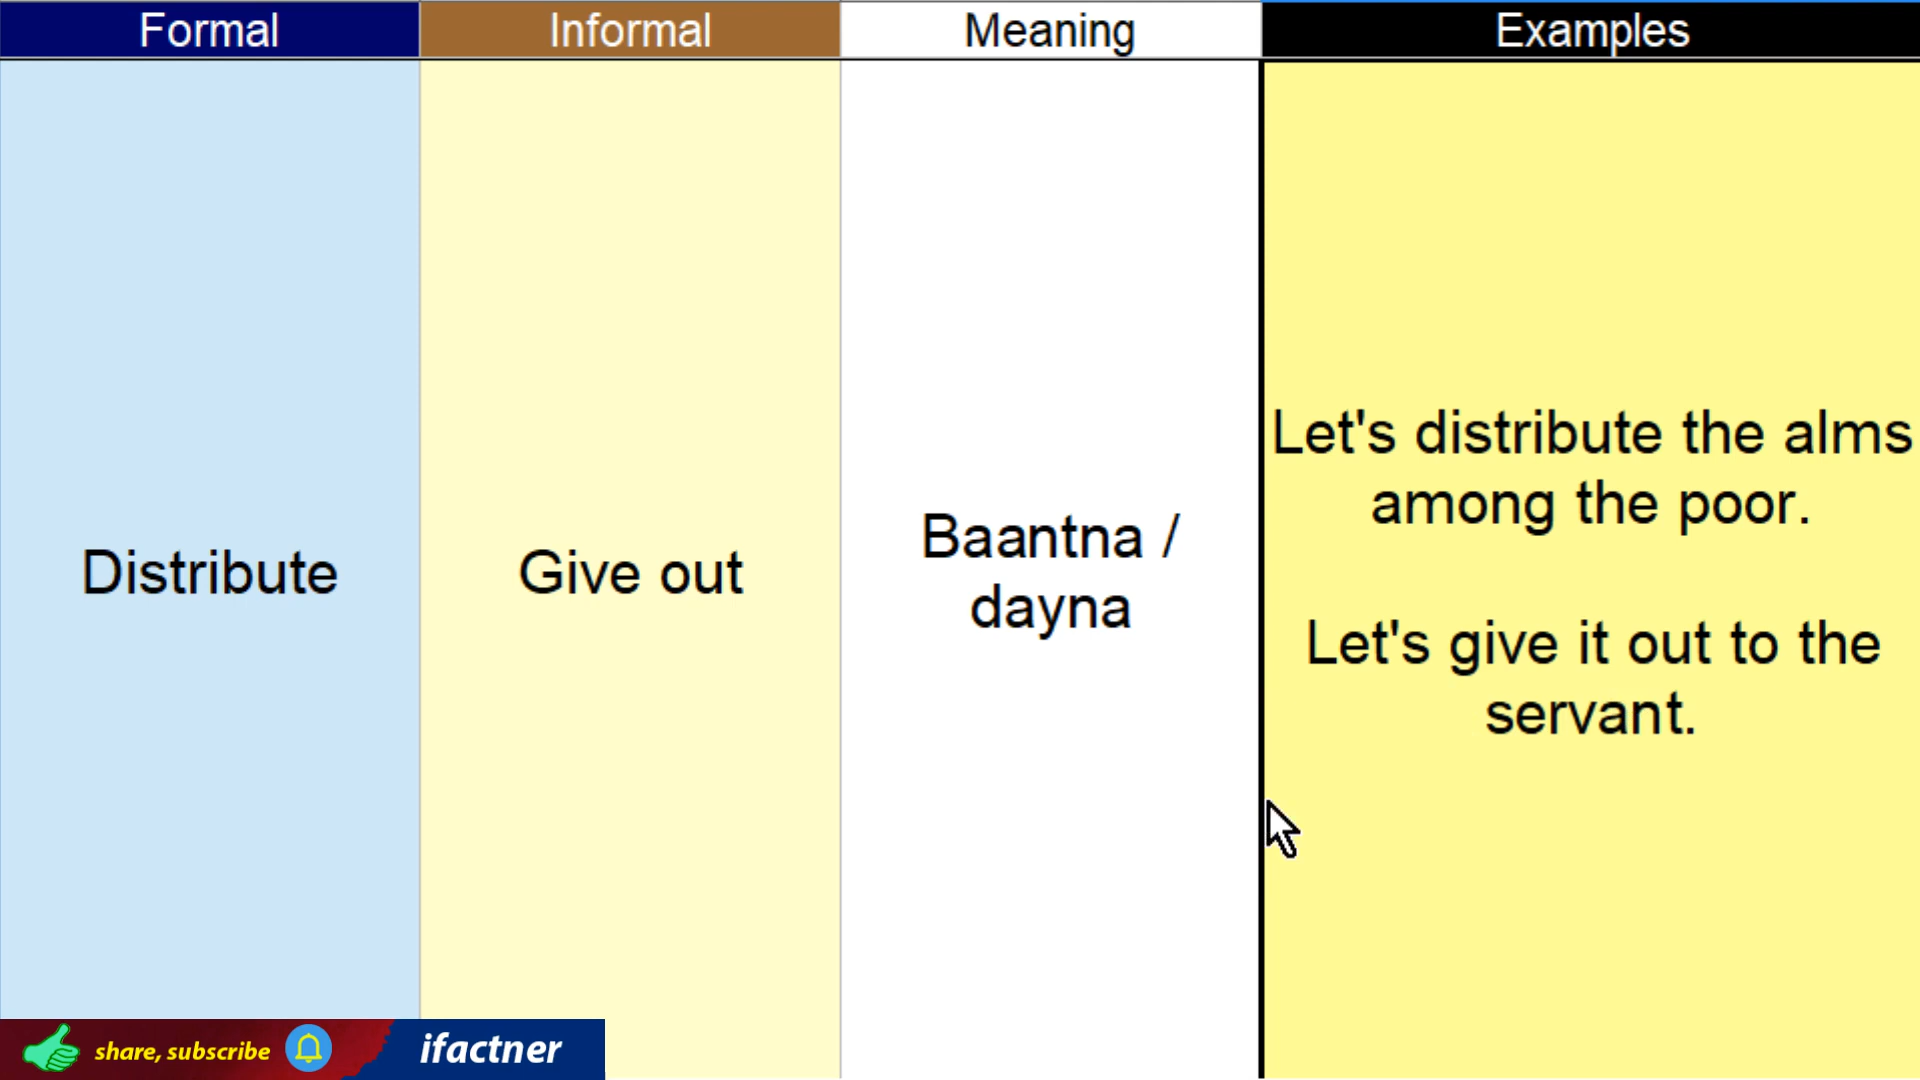 Formal
Informal
Meaning
Examples
Distribute
Give out
Baantna /
dayna
Let's distribute the alms
among the poor.
Let's give it out to the
servant.
share, subscribe
ifactner